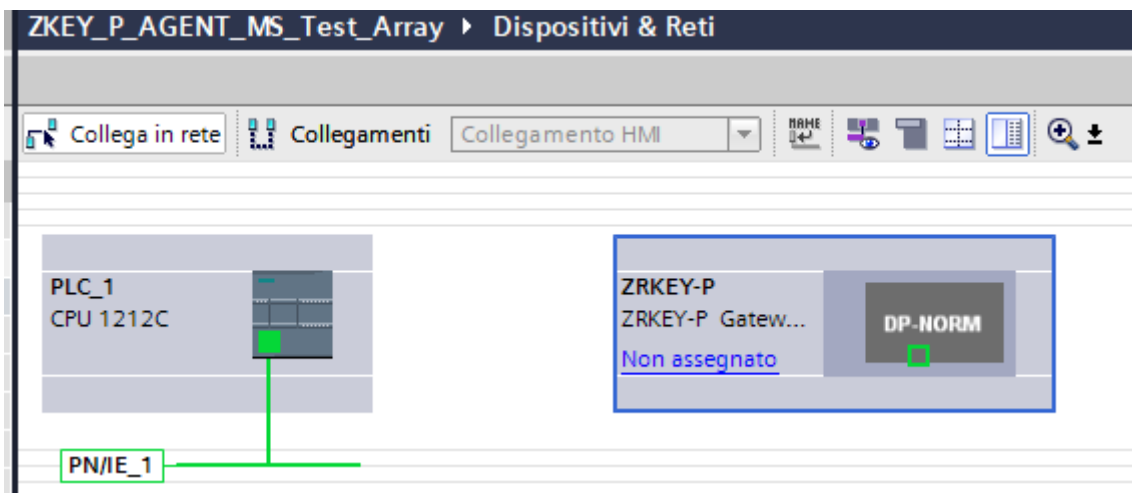 ZKEY_P_AGENT_MS_Test_Array ▸ Dispositivi & Reti
Collega in rete Collegamenti Collegamento HMI NAME
PLC_1
CPU 1212C
ZRKEY-P
ZRKEY-P Gatew...
Non assegnato
DP-NORM
PN/IE_1